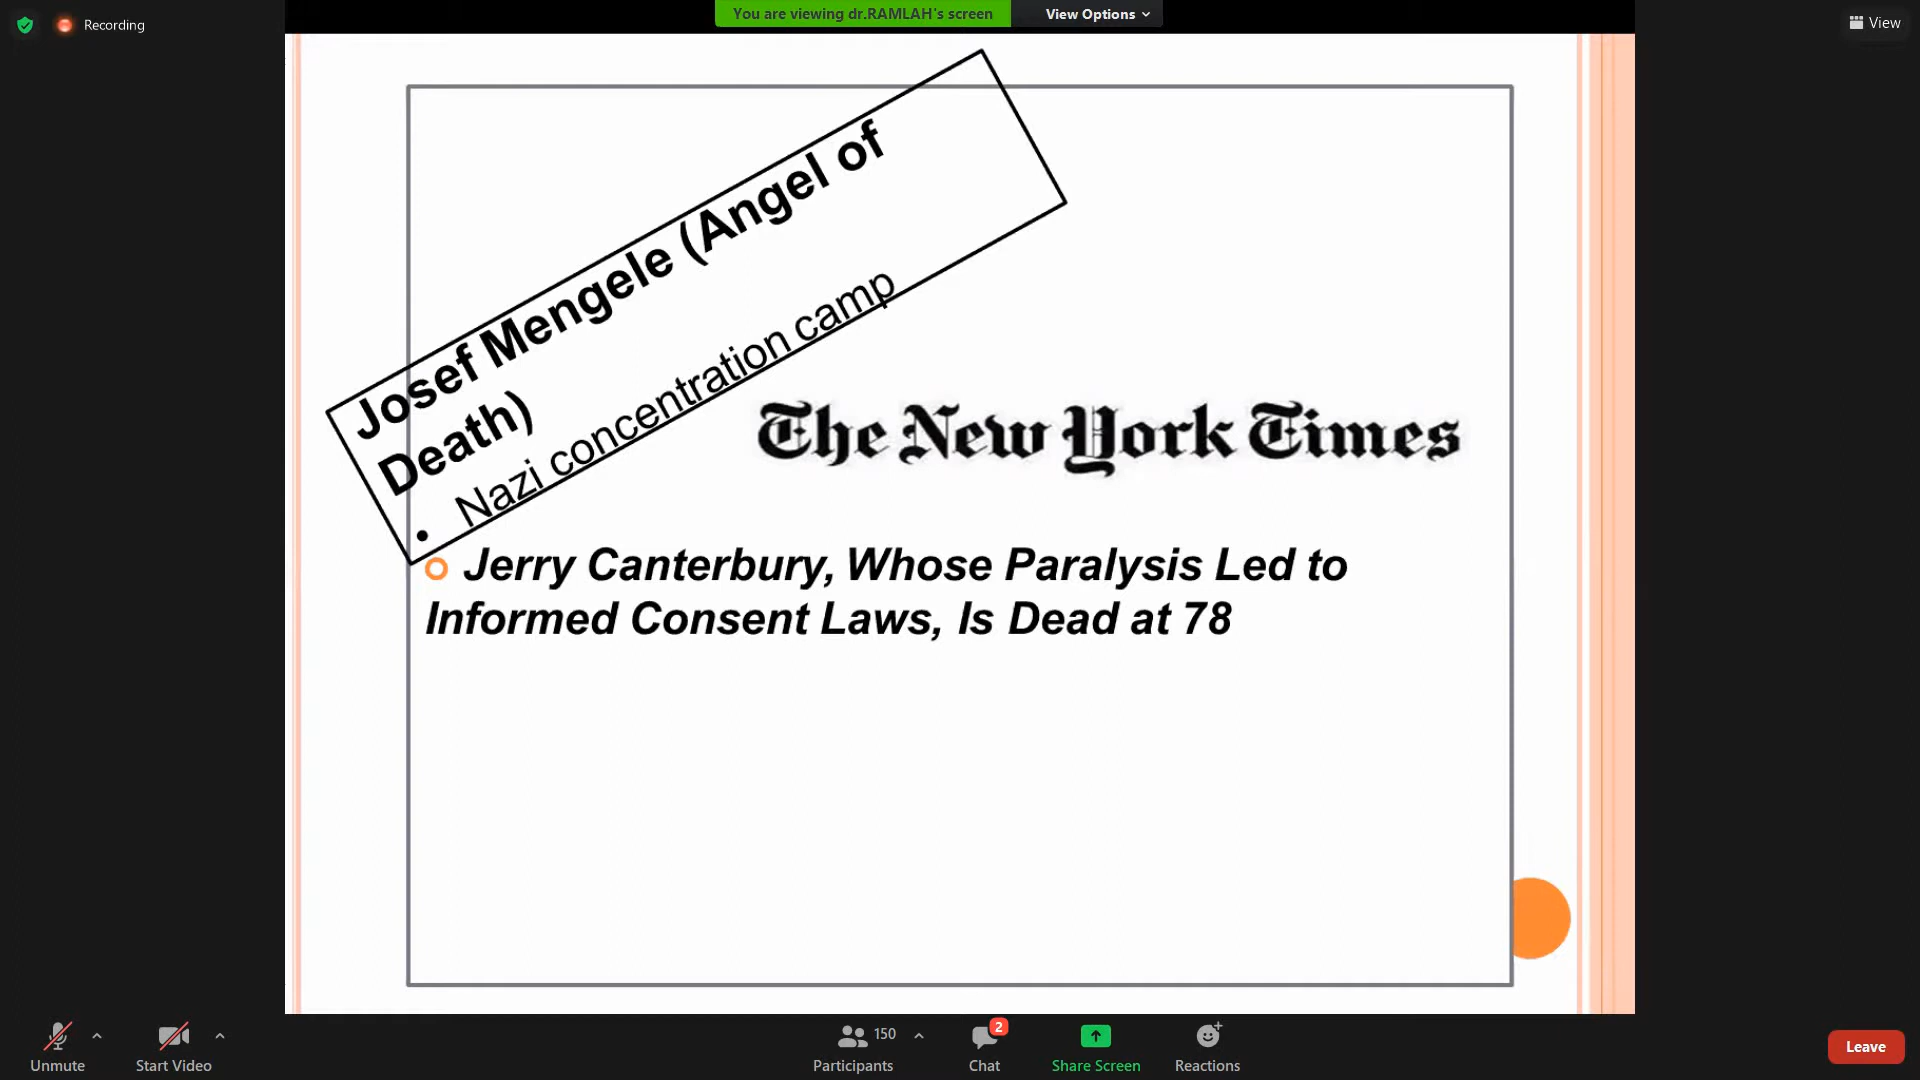 Recording
You are viewing dr.RAMLAH's screen
View Options
View
Josef Mengele (Angel of
Death)
• Nazi concentration camp
The New York Times
Jerry Canterbury, Whose Paralysis Led to
Informed Consent Laws, Is Dead at 78
Unmute
Start Video
150
Participants
2
Chat
Share Screen
Reactions
Leave